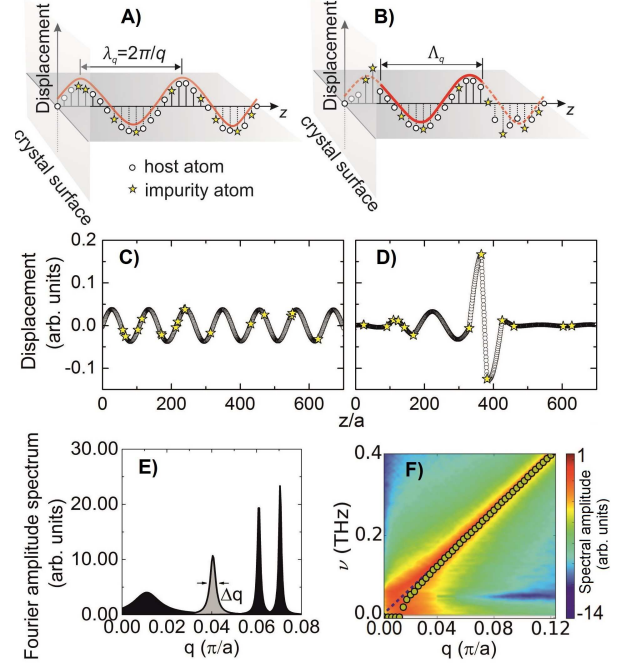 A)
B)
Displacement
λq=2π/q
z
crystal surface
Displacement
Λq
z
crystal surface
host atom
impurity atom
Displacement
(arb. units)
0.2
0.1
0.0
-0.1
C)
D)
0 200 400 600
0 200 400 600
z/a
Fourier amplitude spectrum
(arb. units)
30.00
20.00
10.00
0.00
E)
Δq
0.00 0.02 0.04 0.06 0.08
q (π/a)
F)
ν (THz)
0.4
0.2
0.0
0.00 0.04 0.08 0.12
q (π/a)
1
-14
Spectral amplitude
(arb. units)